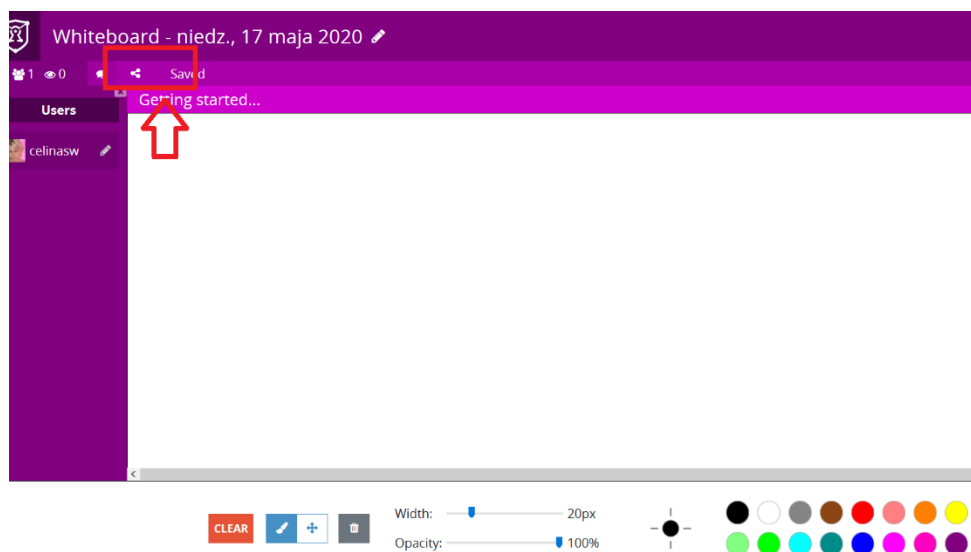 Whiteboard - niedz., 17 maja 2020
1 0 Saved
Getting started...
Users
celinasw
CLEAR
Width: 20px
Opacity: 100%